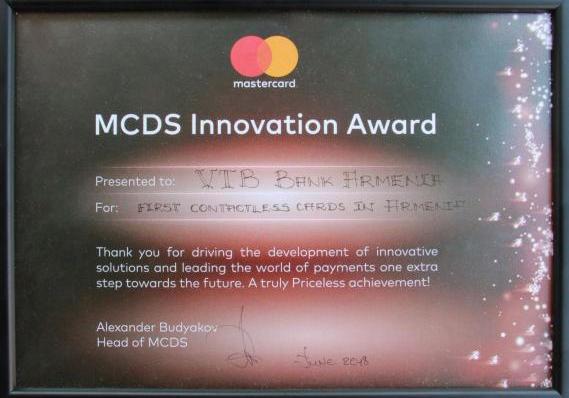 mastercard
MCDS Innovation Award
Presented to: VTB BANK ARMENIA
For: FIRST CONTACTLESS CARDS IN ARMENIA
Thank you for driving the development of innovative
solutions and leading the world of payments one extra
step towards the future. A truly Priceless achievement!
Alexander Budyakov
Head of MCDS
June 2018